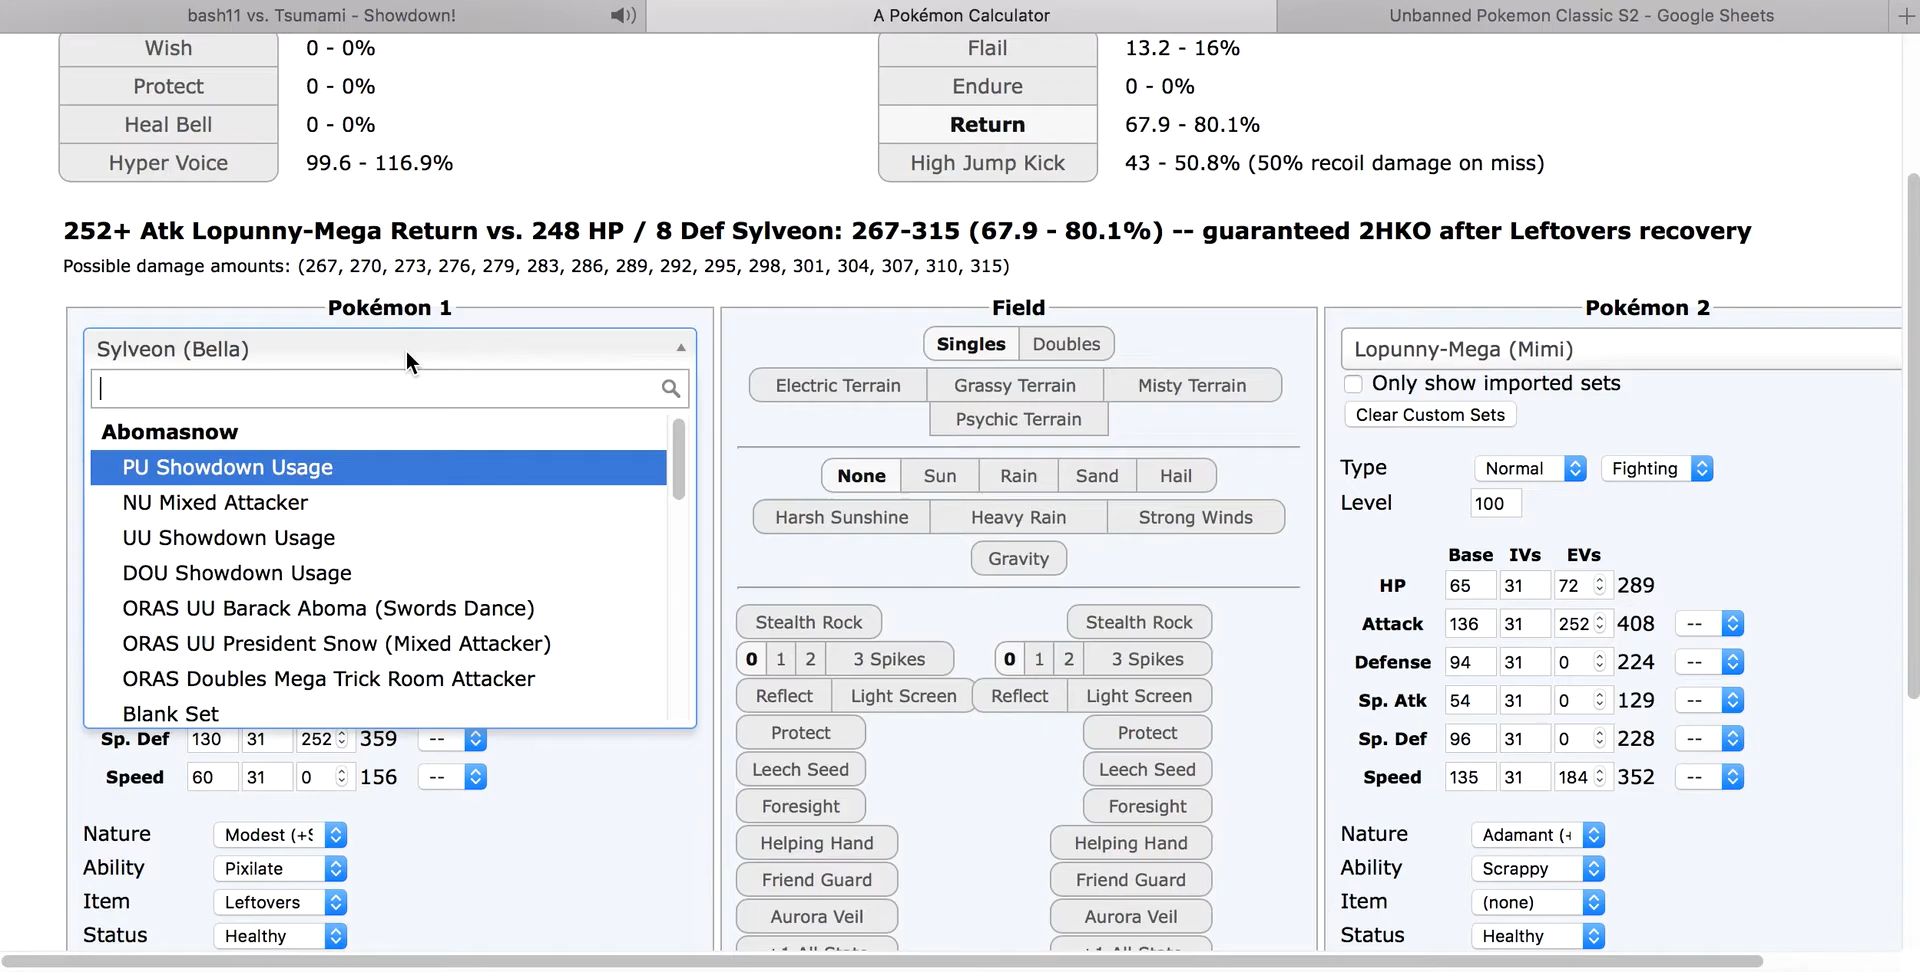 bash11 vs. Tsumami - Showdown!
A Pokémon Calculator
Unbanned Pokemon Classic S2 - Google Sheets
Wish 0 - 0%
Protect 0 - 0%
Heal Bell 0 - 0%
Hyper Voice 99.6 - 116.9%
Flail 13.2 - 16%
Endure 0 - 0%
Return 67.9 - 80.1%
High Jump Kick 43 - 50.8% (50% recoil damage on miss)
252+ Atk Lopunny-Mega Return vs. 248 HP / 8 Def Sylveon: 267-315 (67.9 - 80.1%) -- guaranteed 2HKO after Leftovers recovery
Possible damage amounts: (267, 270, 273, 276, 279, 283, 286, 289, 292, 295, 298, 301, 304, 307, 310, 315)
Pokémon 1
Sylveon (Bella)
Abomasnow
PU Showdown Usage
NU Mixed Attacker
UU Showdown Usage
DOU Showdown Usage
ORAS UU Barack Aboma (Swords Dance)
ORAS UU President Snow (Mixed Attacker)
ORAS Doubles Mega Trick Room Attacker
Blank Set
Sp. Def 130 31 252 359 --
Speed 60 31 0 156 --
Nature Modest (+S
Ability Pixilate
Item Leftovers
Status Healthy
Field
Singles Doubles
Electric Terrain Grassy Terrain Misty Terrain
Psychic Terrain
None Sun Rain Sand Hail
Harsh Sunshine Heavy Rain Strong Winds
Gravity
Stealth Rock Stealth Rock
0 1 2 3 Spikes 0 1 2 3 Spikes
Reflect Light Screen Reflect Light Screen
Protect Protect
Leech Seed Leech Seed
Foresight Foresight
Helping Hand Helping Hand
Friend Guard Friend Guard
Aurora Veil Aurora Veil
Pokémon 2
Lopunny-Mega (Mimi)
Only show imported sets
Clear Custom Sets
Type Normal Fighting
Level 100
Base IVs EVs
HP 65 31 72 289
Attack 136 31 252 408 --
Defense 94 31 0 224 --
Sp. Atk 54 31 0 129 --
Sp. Def 96 31 0 228 --
Speed 135 31 184 352 --
Nature Adamant (+
Ability Scrappy
Item (none)
Status Healthy